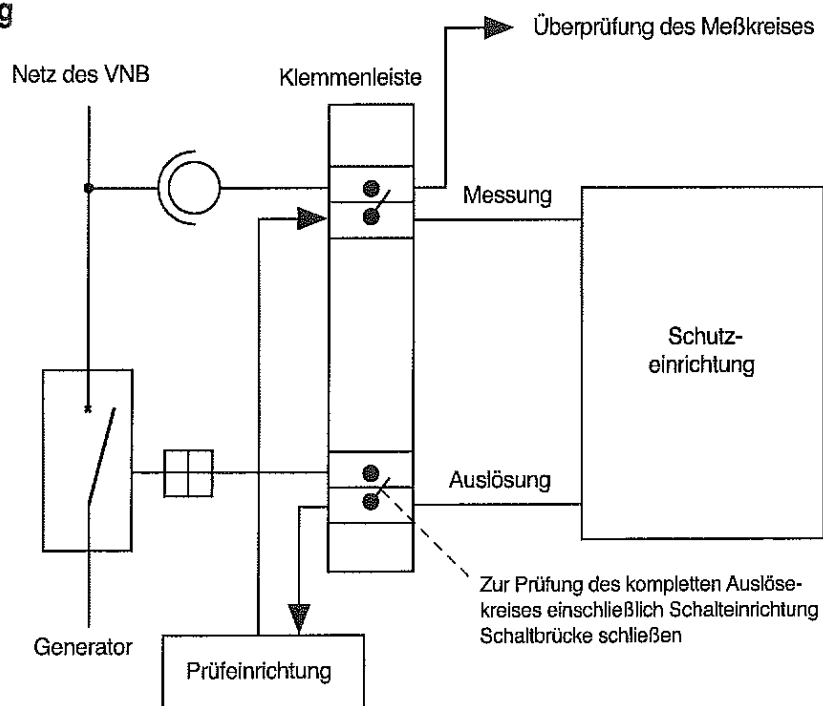 g
Überprüfung des Meßkreises
Netz des VNB
Klemmenleiste
Messung
Schutz-
einrichtung
Auslösung
Zur Prüfung des kompletten Auslöse-
kreises einschließlich Schalteinrichtung
Schaltbrücke schließen
Generator
Prüfeinrichtung